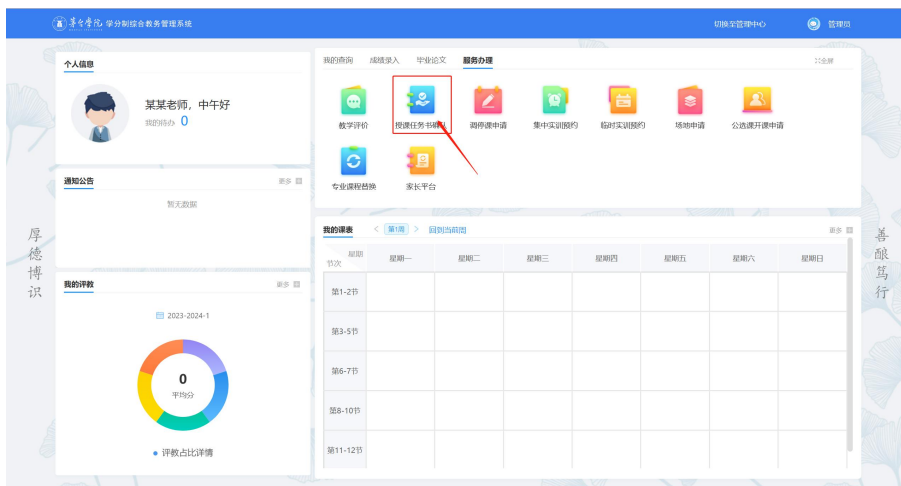 茅台学院 学分制综合教务管理系统
切换至管理中心
管理员
个人信息
某某老师，中午好
我的待办 0
通知公告
更多
暂无数据
我的评教
更多
2023-2024-1
0
平均分
评教占比详情
我的查询 成绩录入 毕业论文 服务办理
全屏
教学评价 授课任务书确认 调停课申请 集中实训预约 临时实训预约 场地申请 公选课开课申请
专业课程替换 家长平台
我的课表 < 第1周 > 回到当前周
更多
星期
节次
星期一 星期二 星期三 星期四 星期五 星期六 星期日
第1-2节
第3-5节
第6-7节
第8-10节
第11-12节
厚德博识
善酿笃行